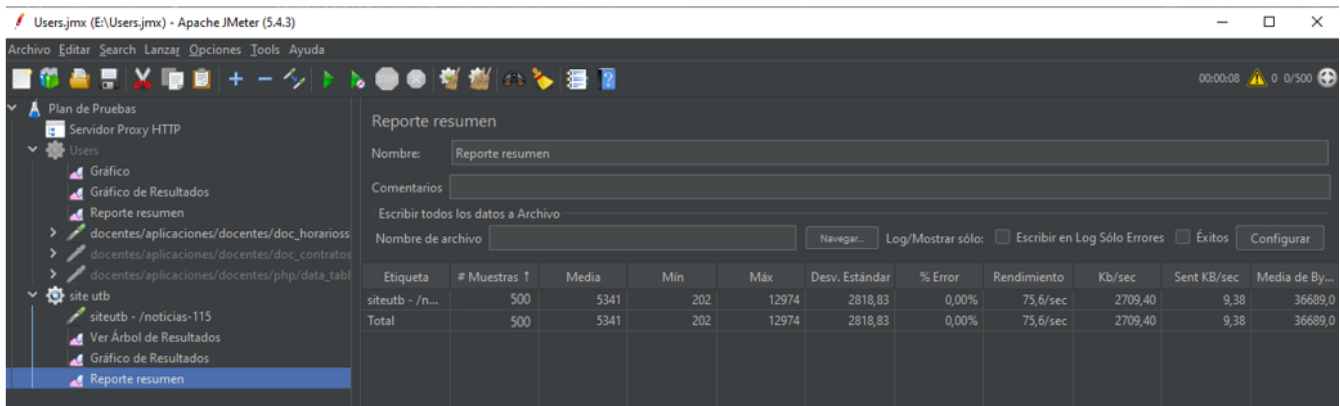 Users.jmx (E:\Users.jmx) - Apache JMeter (5.4.3)
Archivo Editar Search Lanzar Opciones Tools Ayuda
00:00:08 0 0/500
Plan de Pruebas
Servidor Proxy HTTP
Users
Gráfico
Gráfico de Resultados
Reporte resumen
docentes/aplicaciones/docentes/doc_horarioss
docentes/aplicaciones/docentes/doc_contratos
docentes/aplicaciones/docentes/php/data_tabl
site utb
siteutb - /noticias-115
Ver Árbol de Resultados
Gráfico de Resultados
Reporte resumen
Reporte resumen
Nombre: Reporte resumen
Comentarios
Escribir todos los datos a Archivo
Nombre de archivo Navegar... Log/Mostrar sólo: Escribir en Log Sólo Errores Éxitos Configurar
Etiqueta # Muestras ↑ Media Mín Máx Desv. Estándar % Error Rendimiento Kb/sec Sent KB/sec Media de By...
siteutb - /n... 500 5341 202 12974 2818,83 0,00% 75,6/sec 2709,40 9,38 36689,0
Total 500 5341 202 12974 2818,83 0,00% 75,6/sec 2709,40 9,38 36689,0